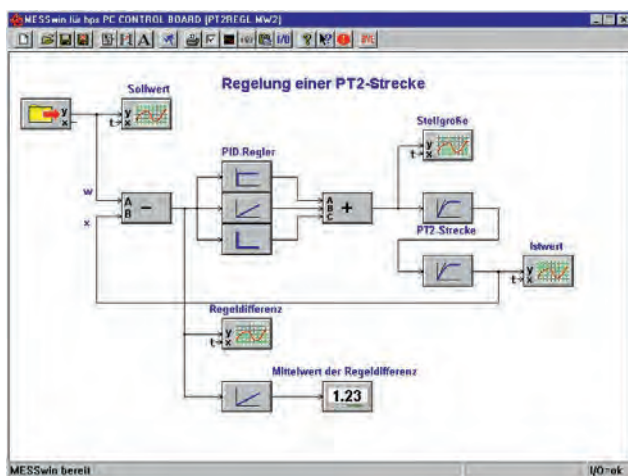 MESSwin für hps PC CONTROL BOARD [PT2REGL.MW2]
A I/O
Regelung einer PT2-Strecke
Sollwert
y
x
t
y
x
Stellgroße
y
t
x
PID.Regler
w
x
A
B
−
A
B
C
+
PT2-Strecke
Istwert
y
t
x
Regeldifferenz
y
t
x
Mittelwert der Regeldifferenz
1.23
MESSwin bereit
I/O=ok